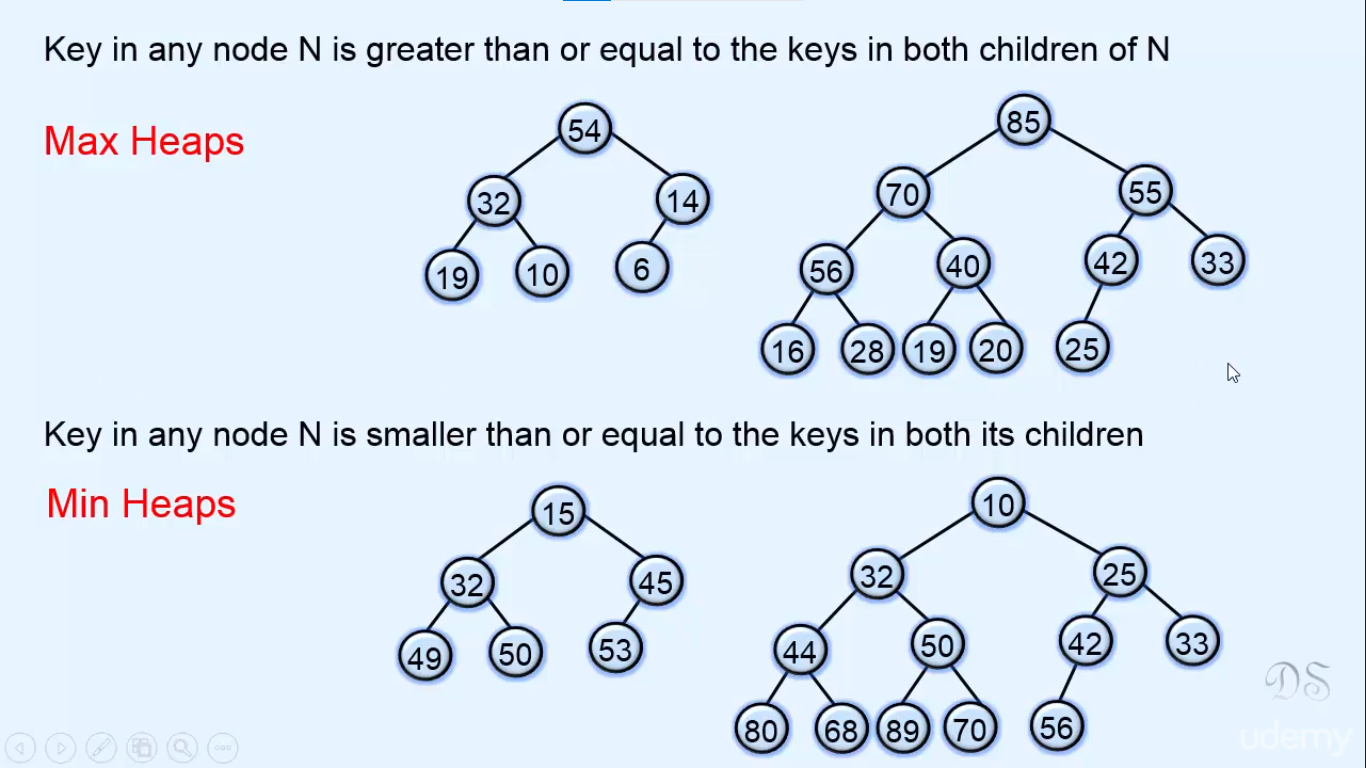 Key in any node N is greater than or equal to the keys in both children of N
Max Heaps
54
32 14
19 10 6
85
70 55
56 40 42 33
16 28 19 20 25
Key in any node N is smaller than or equal to the keys in both its children
Min Heaps
15
32 45
49 50 53
10
32 25
44 50 42 33
80 68 89 70 56
DS
udemy